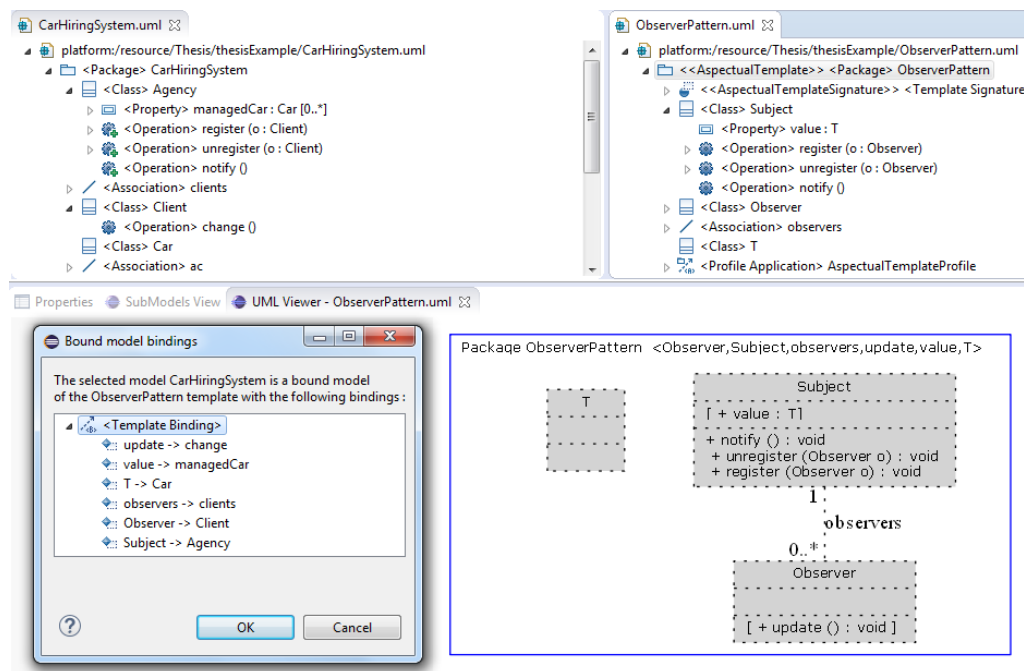 CarHiringSystem.uml
platform:/resource/Thesis/thesisExample/CarHiringSystem.uml
<Package> CarHiringSystem
<Class> Agency
<Property> managedCar : Car [0..*]
<Operation> register (o : Client)
<Operation> unregister (o : Client)
<Operation> notify ()
<Association> clients
<Class> Client
<Operation> change ()
<Class> Car
<Association> ac
ObserverPattern.uml
platform:/resource/Thesis/thesisExample/ObserverPattern.uml
<<AspectualTemplate>> <Package> ObserverPattern
<<AspectualTemplateSignature>> <Template Signature
<Class> Subject
<Property> value : T
<Operation> register (o : Observer)
<Operation> unregister (o : Observer)
<Operation> notify ()
<Class> Observer
<Association> observers
<Class> T
<Profile Application> AspectualTemplateProfile
Properties SubModels View UML Viewer - ObserverPattern.uml
Bound model bindings
The selected model CarHiringSystem is a bound model
of the ObserverPattern template with the following bindings :
<Template Binding>
update -> change
value -> managedCar
T -> Car
observers -> clients
Observer -> Client
Subject -> Agency
OK Cancel
Package ObserverPattern <Observer,Subject,observers,update,value,T>
T
Subject
[ + value : T]
+ notify () : void
+ unregister (Observer o) : void
+ register (Observer o) : void
1
observers
0..*
Observer
[ + update () : void ]